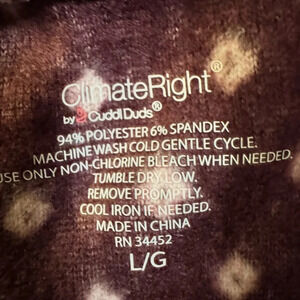 ClimateRight®
by CuddlDuds®
94% POLYESTER 6% SPANDEX
MACHINE WASH COLD GENTLE CYCLE.
USE ONLY NON-CHLORINE BLEACH WHEN NEEDED.
TUMBLE DRY LOW.
REMOVE PROMPTLY.
COOL IRON IF NEEDED.
MADE IN CHINA
RN 34452
L/G